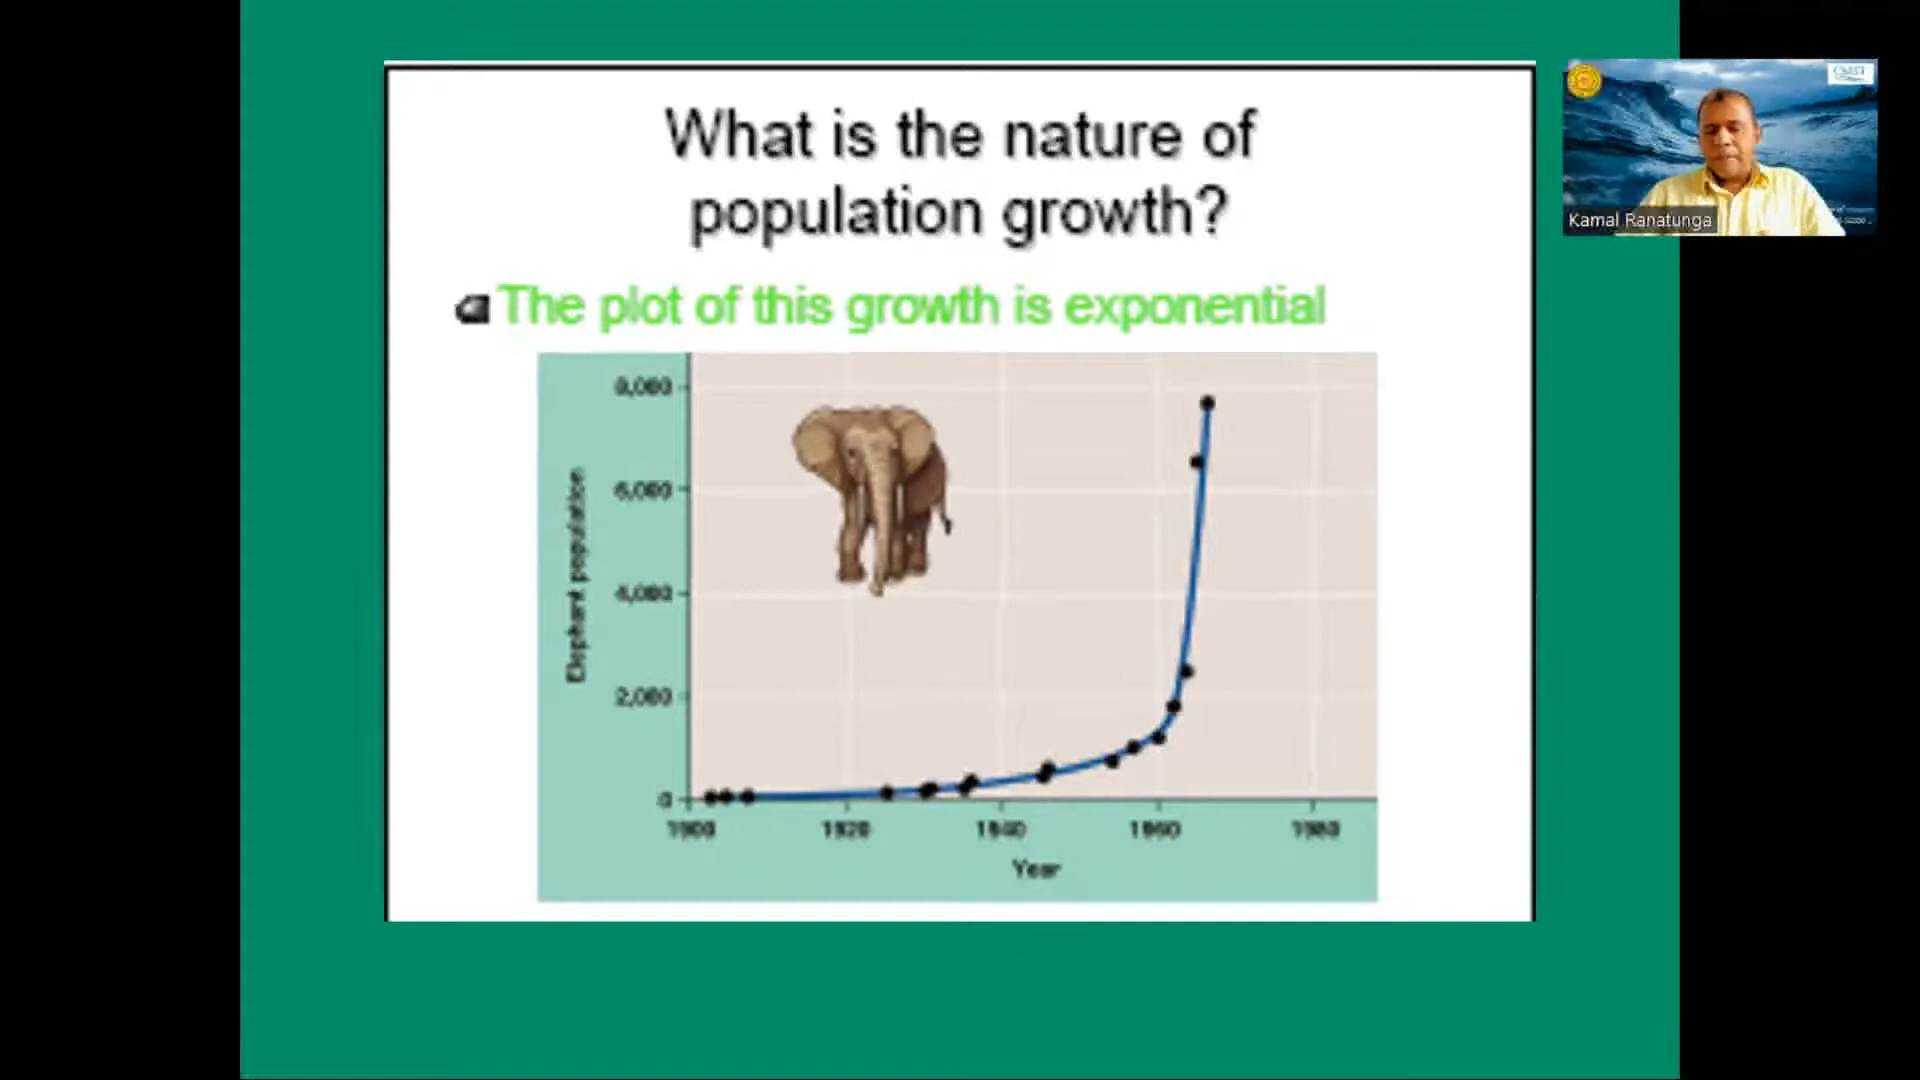 What is the nature of
population growth?
The plot of this growth is exponential
8,000
6,000
4,000
2,000
0
Elephant population
1900
1920
1940
1960
1980
Year
Kamal Ranatunga